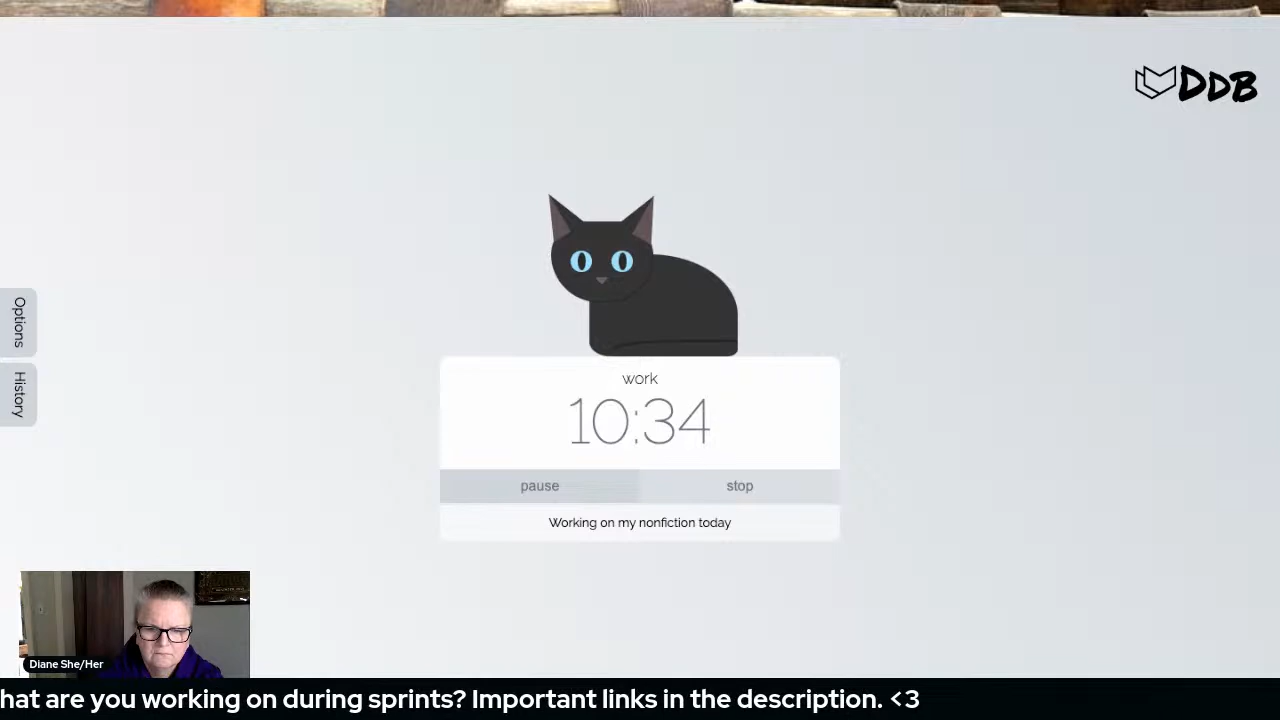 DDB
Options
History
work
10:34
pause
stop
Working on my nonfiction today
Diane She/Her
hat are you working on during sprints? Important links in the description. <3